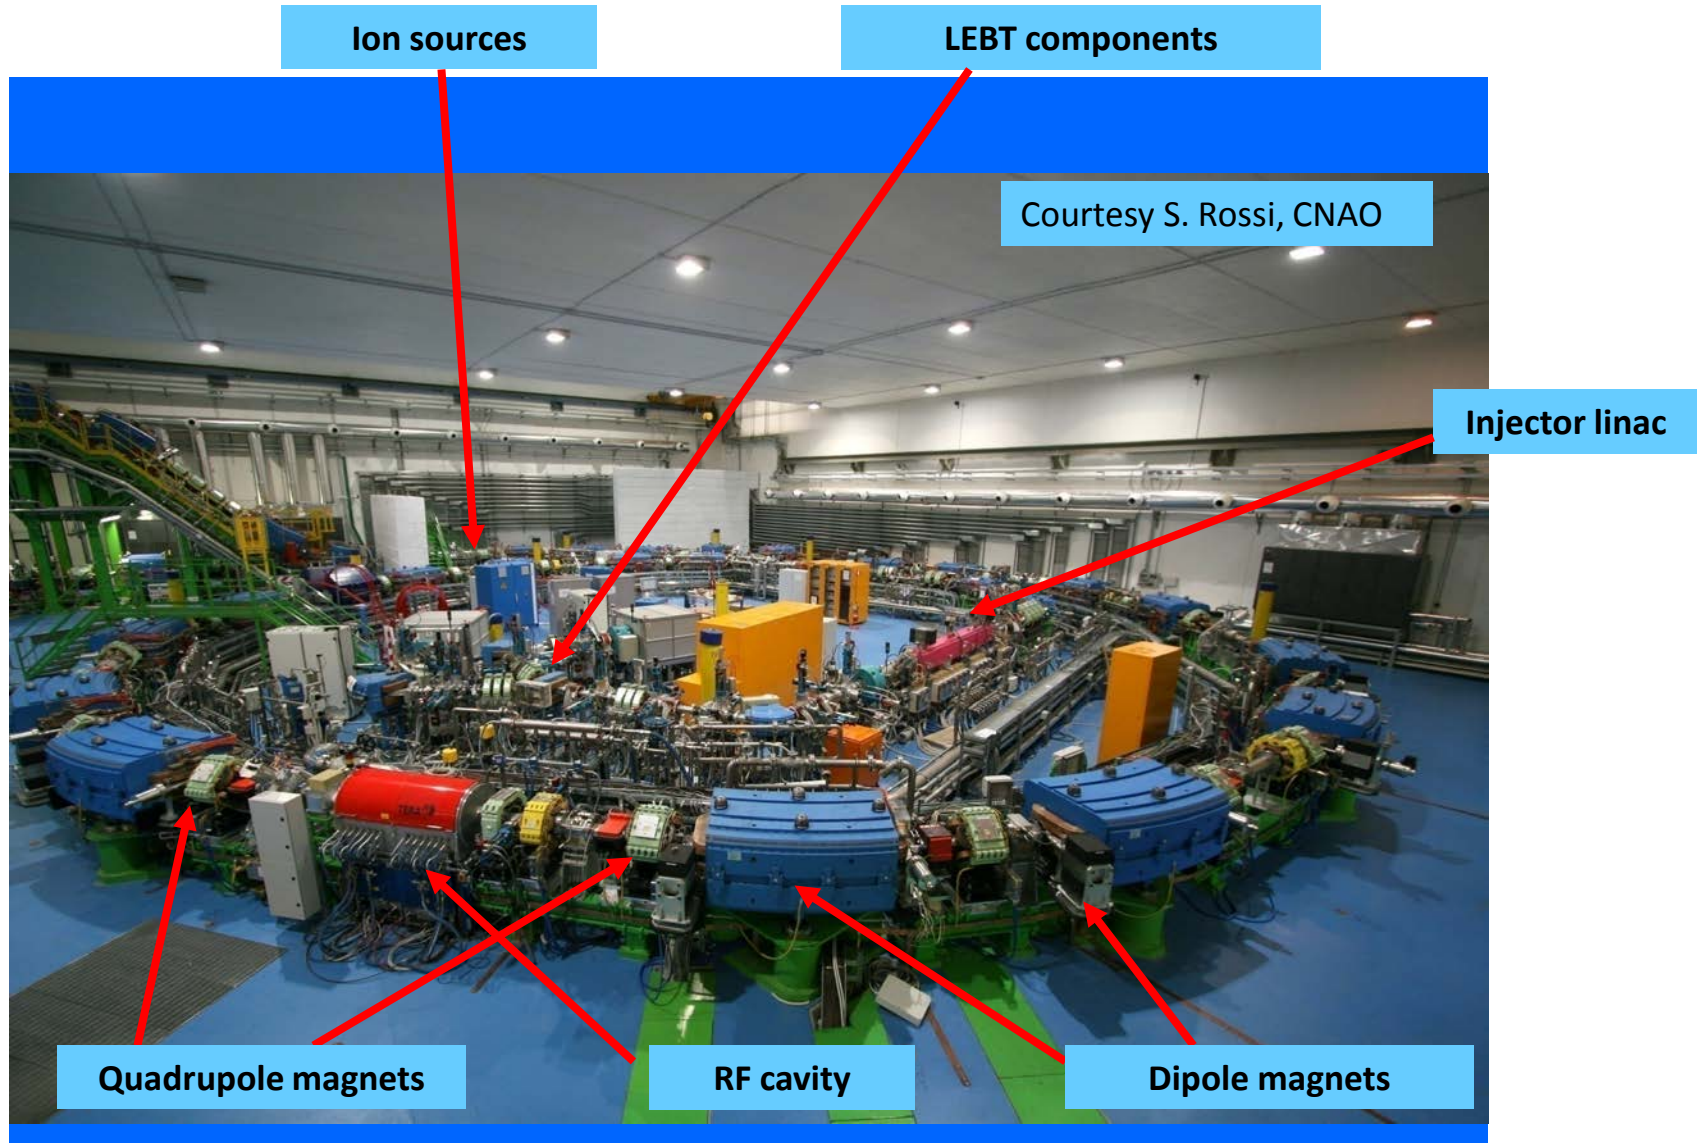 Ion sources
LEBT components
Courtesy S. Rossi, CNAO
Injector linac
Quadrupole magnets
RF cavity
Dipole magnets